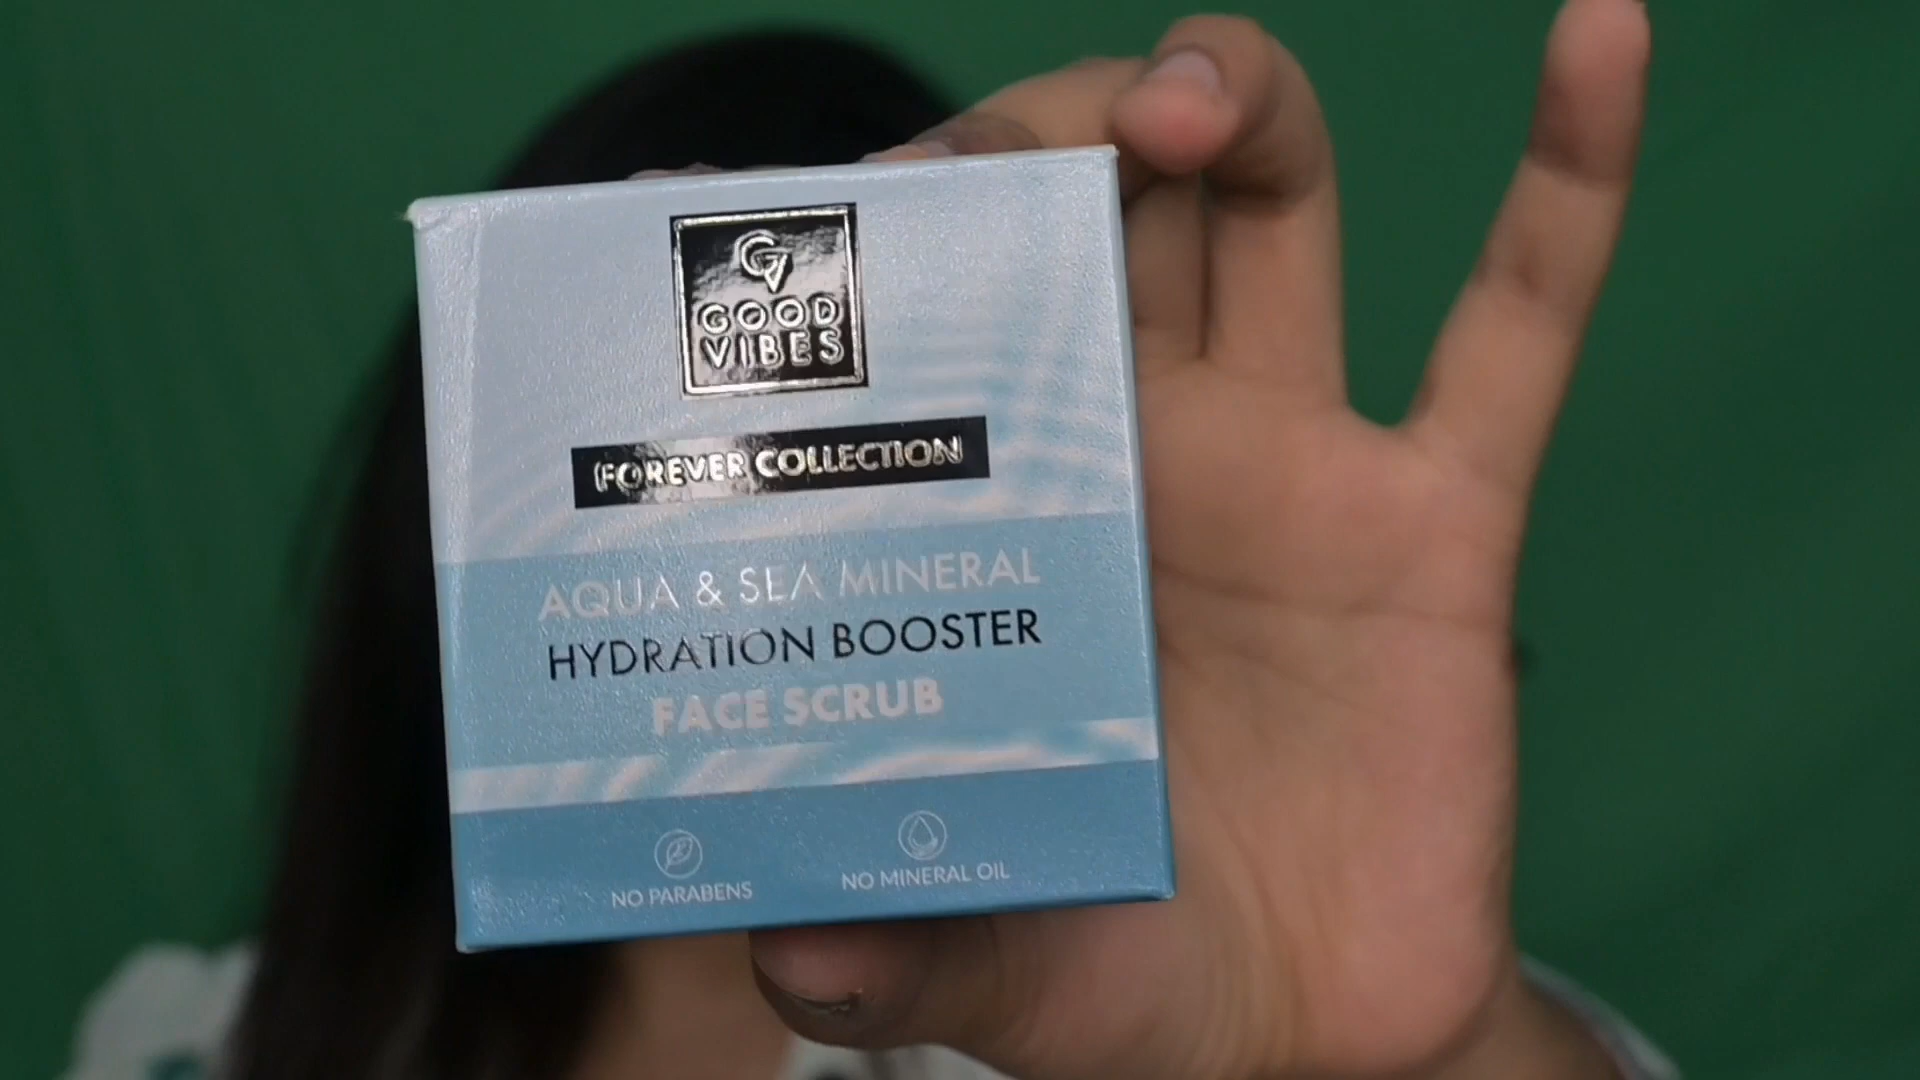 GV
GOOD
VIBES
FOREVER COLLECTION
AQUA & SEA MINERAL
HYDRATION BOOSTER
FACE SCRUB
NO PARABENS
NO MINERAL OIL